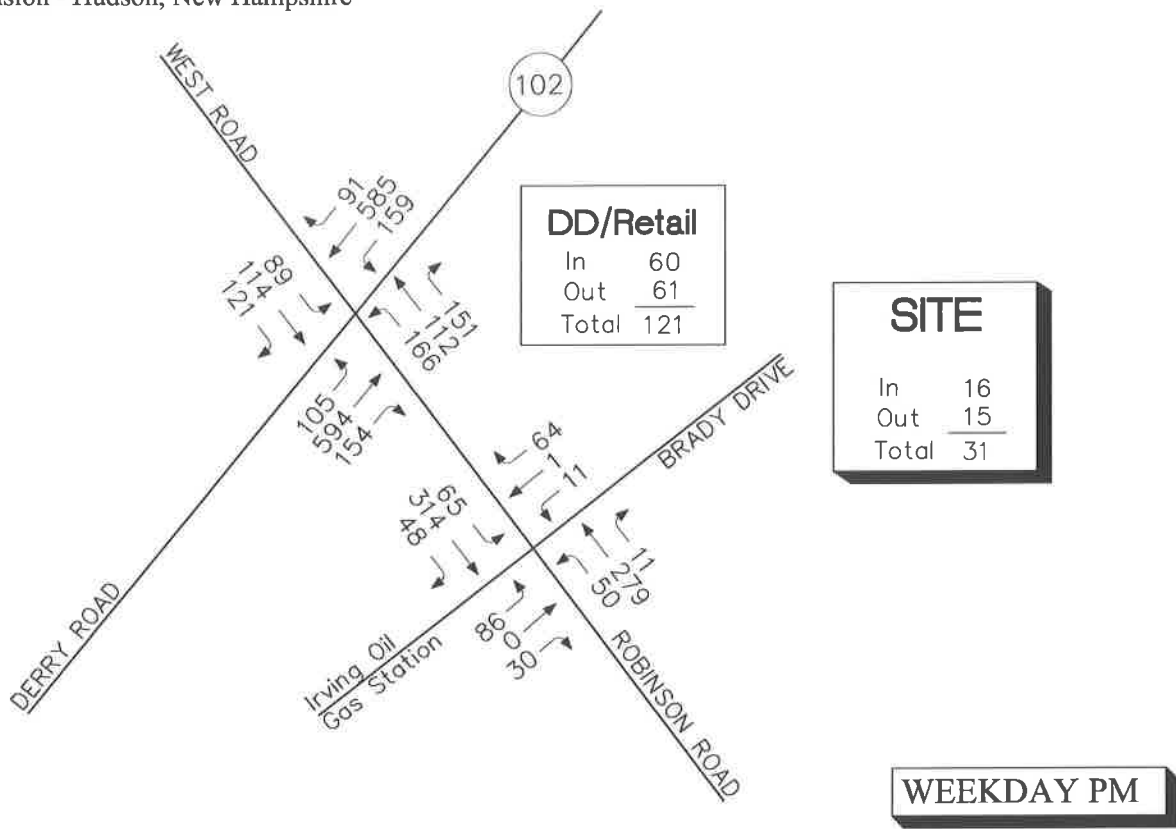 Hudson, New Hampshire
102
WEST ROAD
91
585
159
89
114
121
151
112
166
105
594
154
DD/Retail
In 60
Out 61
Total 121
SITE
In 16
Out 15
Total 31
BRADY DRIVE
64
1
11
65
314
48
11
279
50
86
0
30
DERRY ROAD
Irving Oil
Gas Station
ROBINSON ROAD
WEEKDAY PM